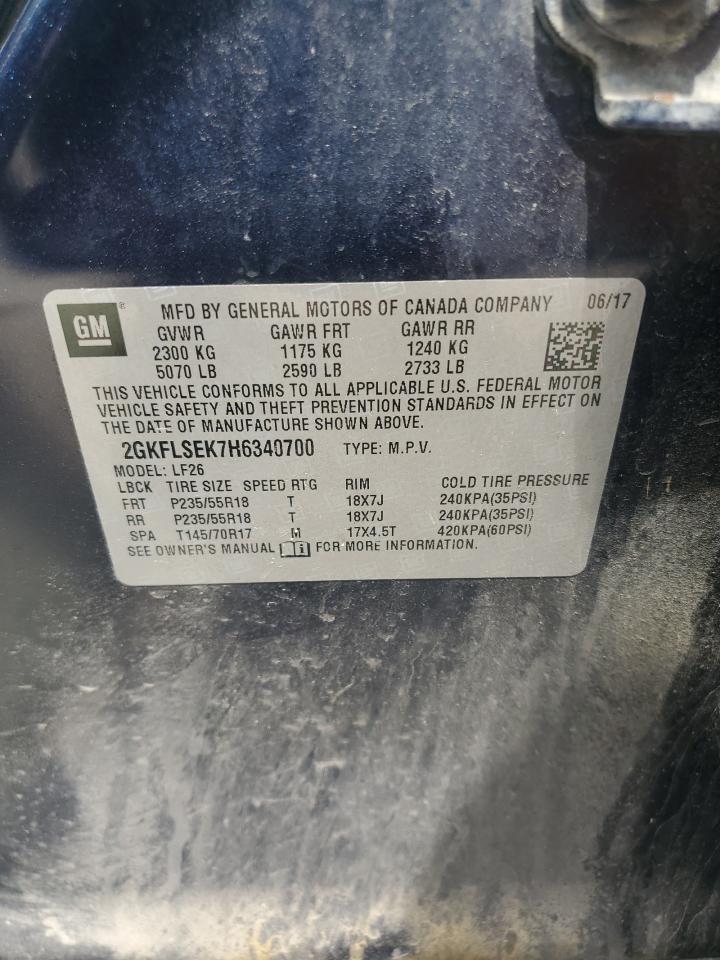 GM ® MFD BY GENERAL MOTORS OF CANADA COMPANY 06/17
GVWR GAWR FRT GAWR RR
2300 KG 1175 KG 1240 KG
5070 LB 2590 LB 2733 LB
THIS VEHICLE CONFORMS TO ALL APPLICABLE U.S. FEDERAL MOTOR
VEHICLE SAFETY AND THEFT PREVENTION STANDARDS IN EFFECT ON
THE DATE OF MANUFACTURE SHOWN ABOVE.
2GKFLSEK7H6340700 TYPE: M.P.V.
MODEL: LF26
LBCK TIRE SIZE SPEED RTG RIM COLD TIRE PRESSURE
FRT P235/55R18 T 18X7J 240KPA(35PSI)
RR P235/55R18 T 18X7J 240KPA(35PSI)
SPA T145/70R17 M 17X4.5T 420KPA(60PSI)
SEE OWNER'S MANUAL i FOR MORE INFORMATION.